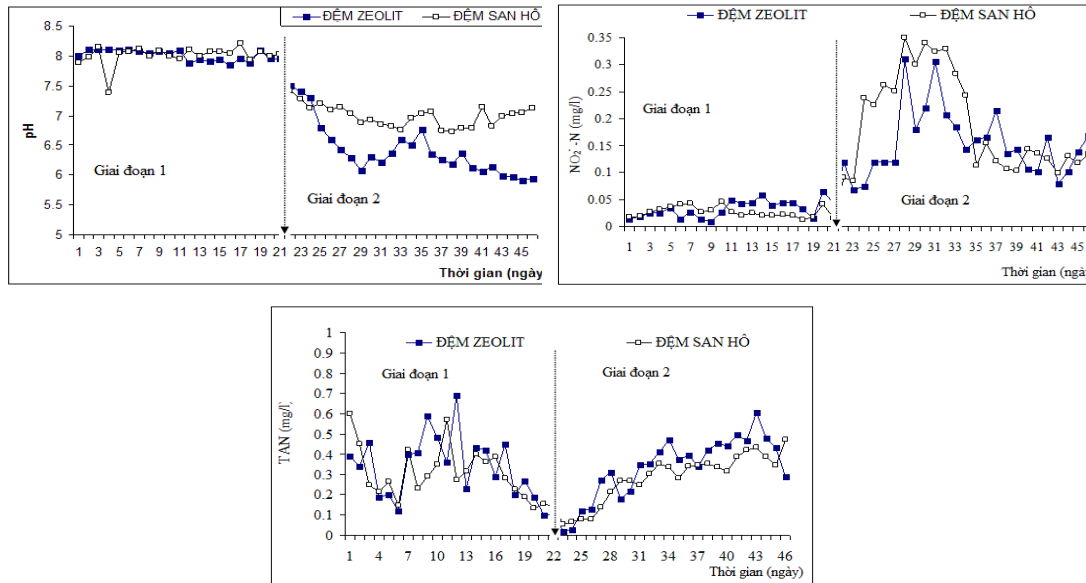 ĐỆM ZEOLIT ĐỆM SAN HÔ
8.5
8
7.5
7
6.5
6
5.5
5
pH
Giai đoạn 1
Giai đoạn 2
1 3 5 7 9 11 13 15 17 19 21 23 25 27 29 31 33 35 37 39 41 43 45
Thời gian (ngày)
ĐỆM ZEOLIT ĐỆM SAN HÔ
0.35
0.3
0.25
0.2
0.15
0.1
0.05
0
NO2⁻-N (mg/l)
Giai đoạn 1
Giai đoạn 2
1 3 5 7 9 11 13 15 17 19 21 23 25 27 29 31 33 35 37 39 41 43 45
Thời gian (ngày
1
0.9
0.8
0.7
0.6
0.5
0.4
0.3
0.2
0.1
0
TAN (mg/l)
ĐỆM ZEOLIT ĐỆM SAN HÔ
Giai đoạn 1 Giai đoạn 2
1 4 7 10 13 16 19 22 25 28 31 34 37 40 43 46
Thời gian (ngày)